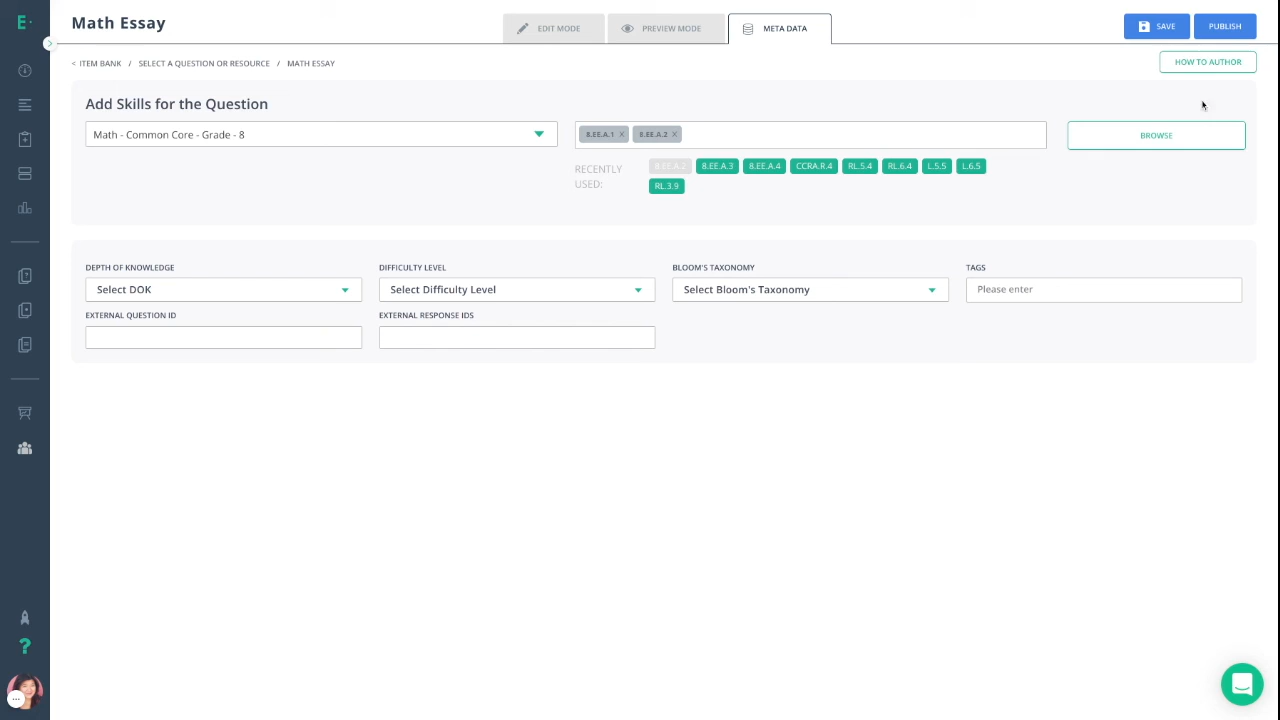 E
Math Essay
EDIT MODE
PREVIEW MODE
META DATA
SAVE
PUBLISH
< ITEM BANK / SELECT A QUESTION OR RESOURCE / MATH ESSAY
HOW TO AUTHOR
Add Skills for the Question
Math - Common Core - Grade - 8
8.EE.A.1 X 8.EE.A.2 X
BROWSE
RECENTLY USED:
8.EE.A.2 8.EE.A.3 8.EE.A.4 CCRA.R.4 RL.5.4 RL.6.4 L.5.5 L.6.5
RL.3.9
DEPTH OF KNOWLEDGE
Select DOK
DIFFICULTY LEVEL
Select Difficulty Level
BLOOM'S TAXONOMY
Select Bloom's Taxonomy
TAGS
Please enter
EXTERNAL QUESTION ID
EXTERNAL RESPONSE IDS
?